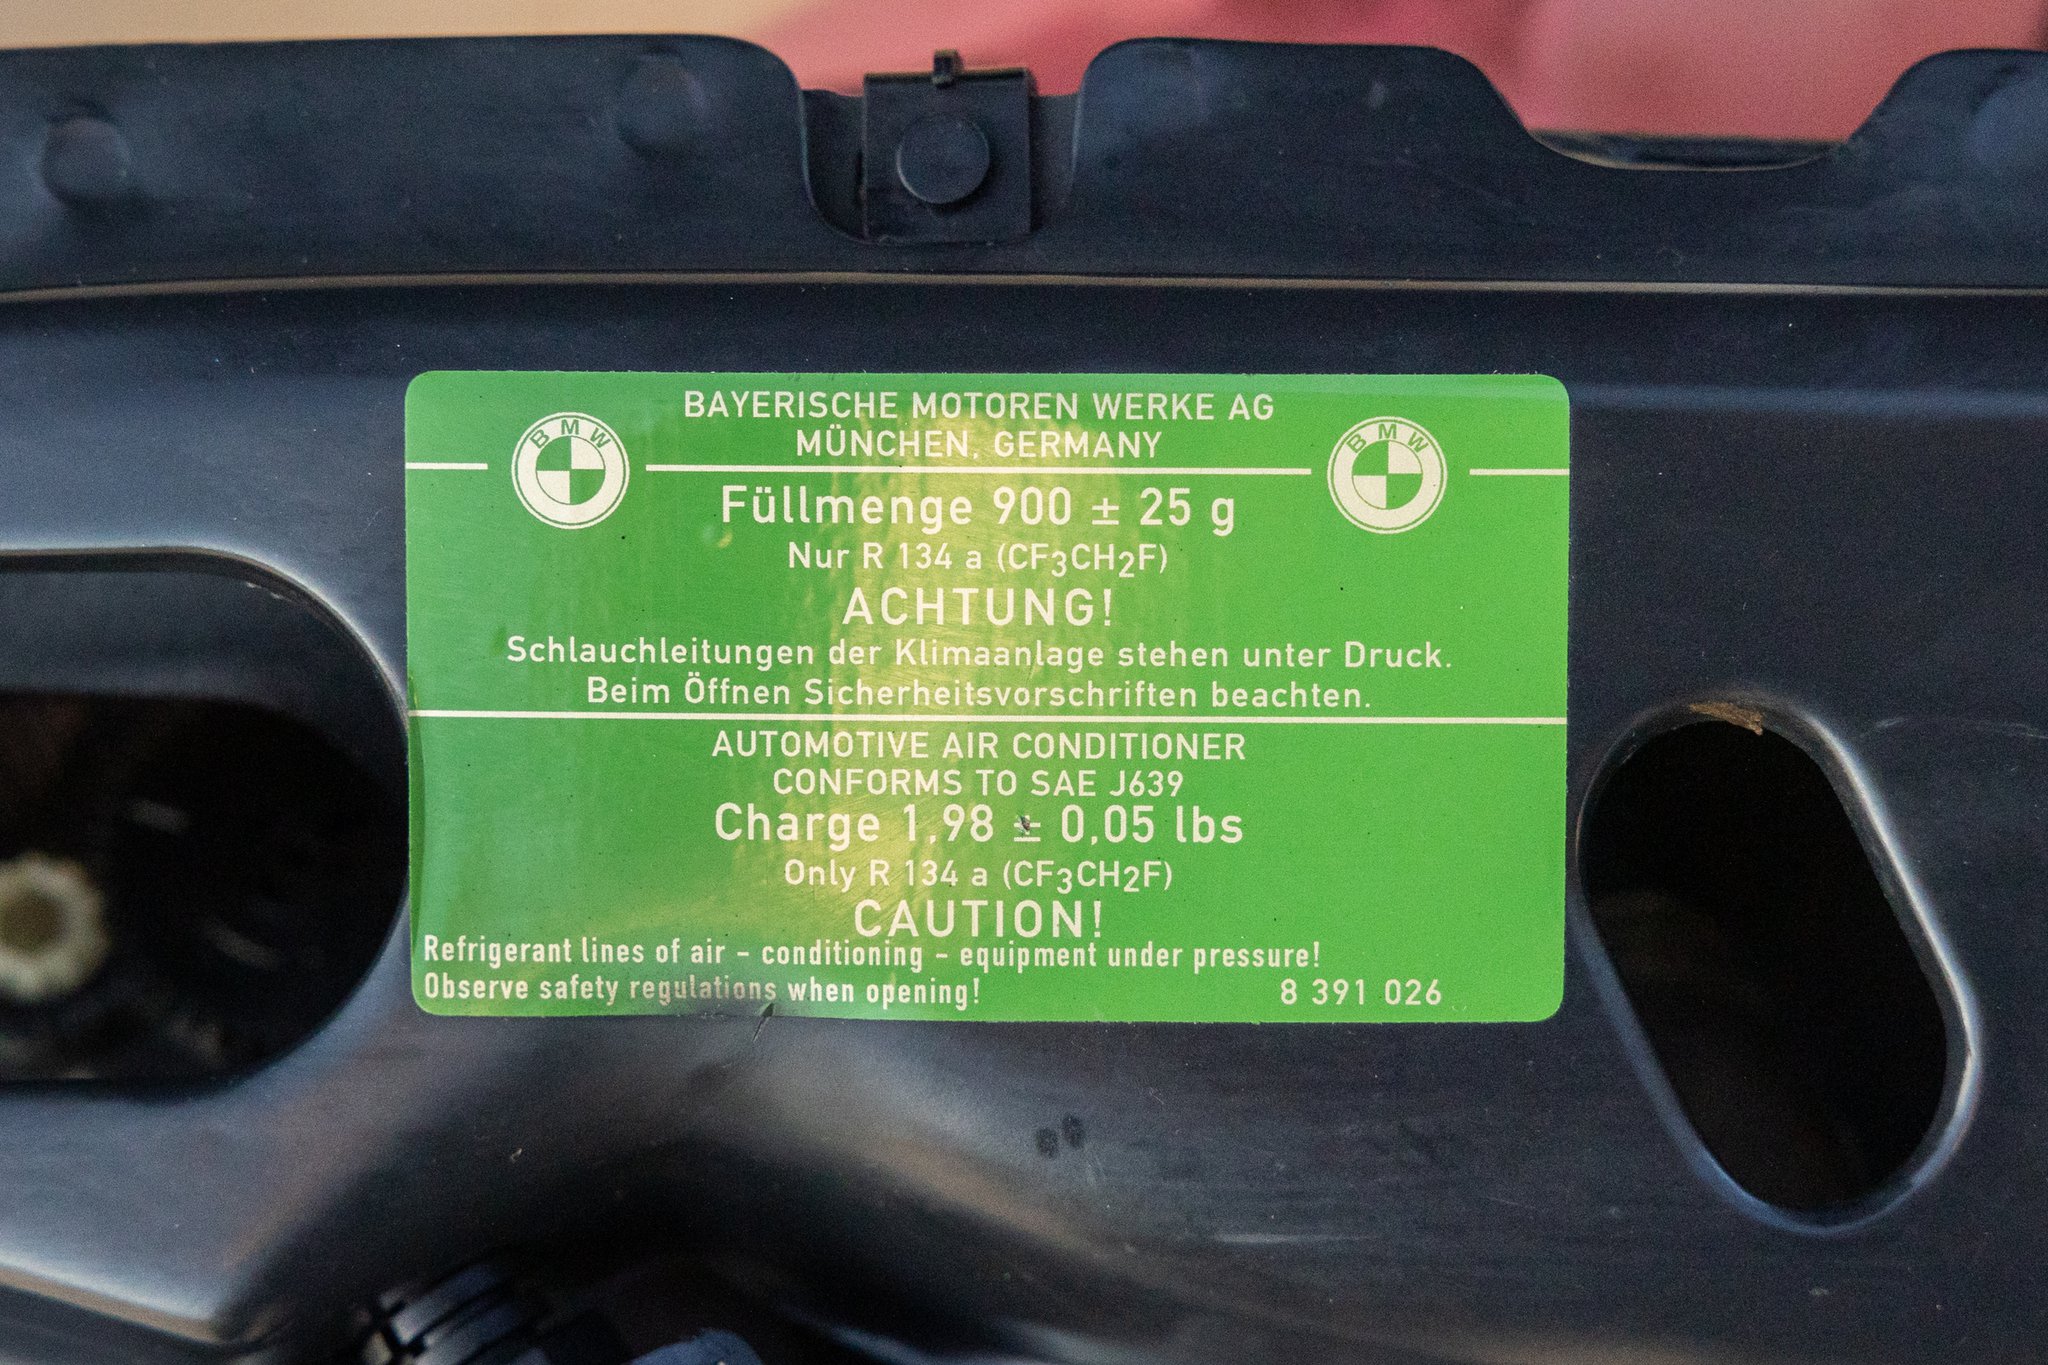 BAYERISCHE MOTOREN WERKE AG
MÜNCHEN, GERMANY
BMW
BMW
Füllmenge 900 ± 25 g
Nur R 134 a (CF₃CH₂F)
ACHTUNG!
Schlauchleitungen der Klimaanlage stehen unter Druck.
Beim Öffnen Sicherheitsvorschriften beachten.
AUTOMOTIVE AIR CONDITIONER
CONFORMS TO SAE J639
Charge 1,98 ± 0,05 lbs
Only R 134 a (CF₃CH₂F)
CAUTION!
Refrigerant lines of air - conditioning - equipment under pressure!
Observe safety regulations when opening!
8 391 026